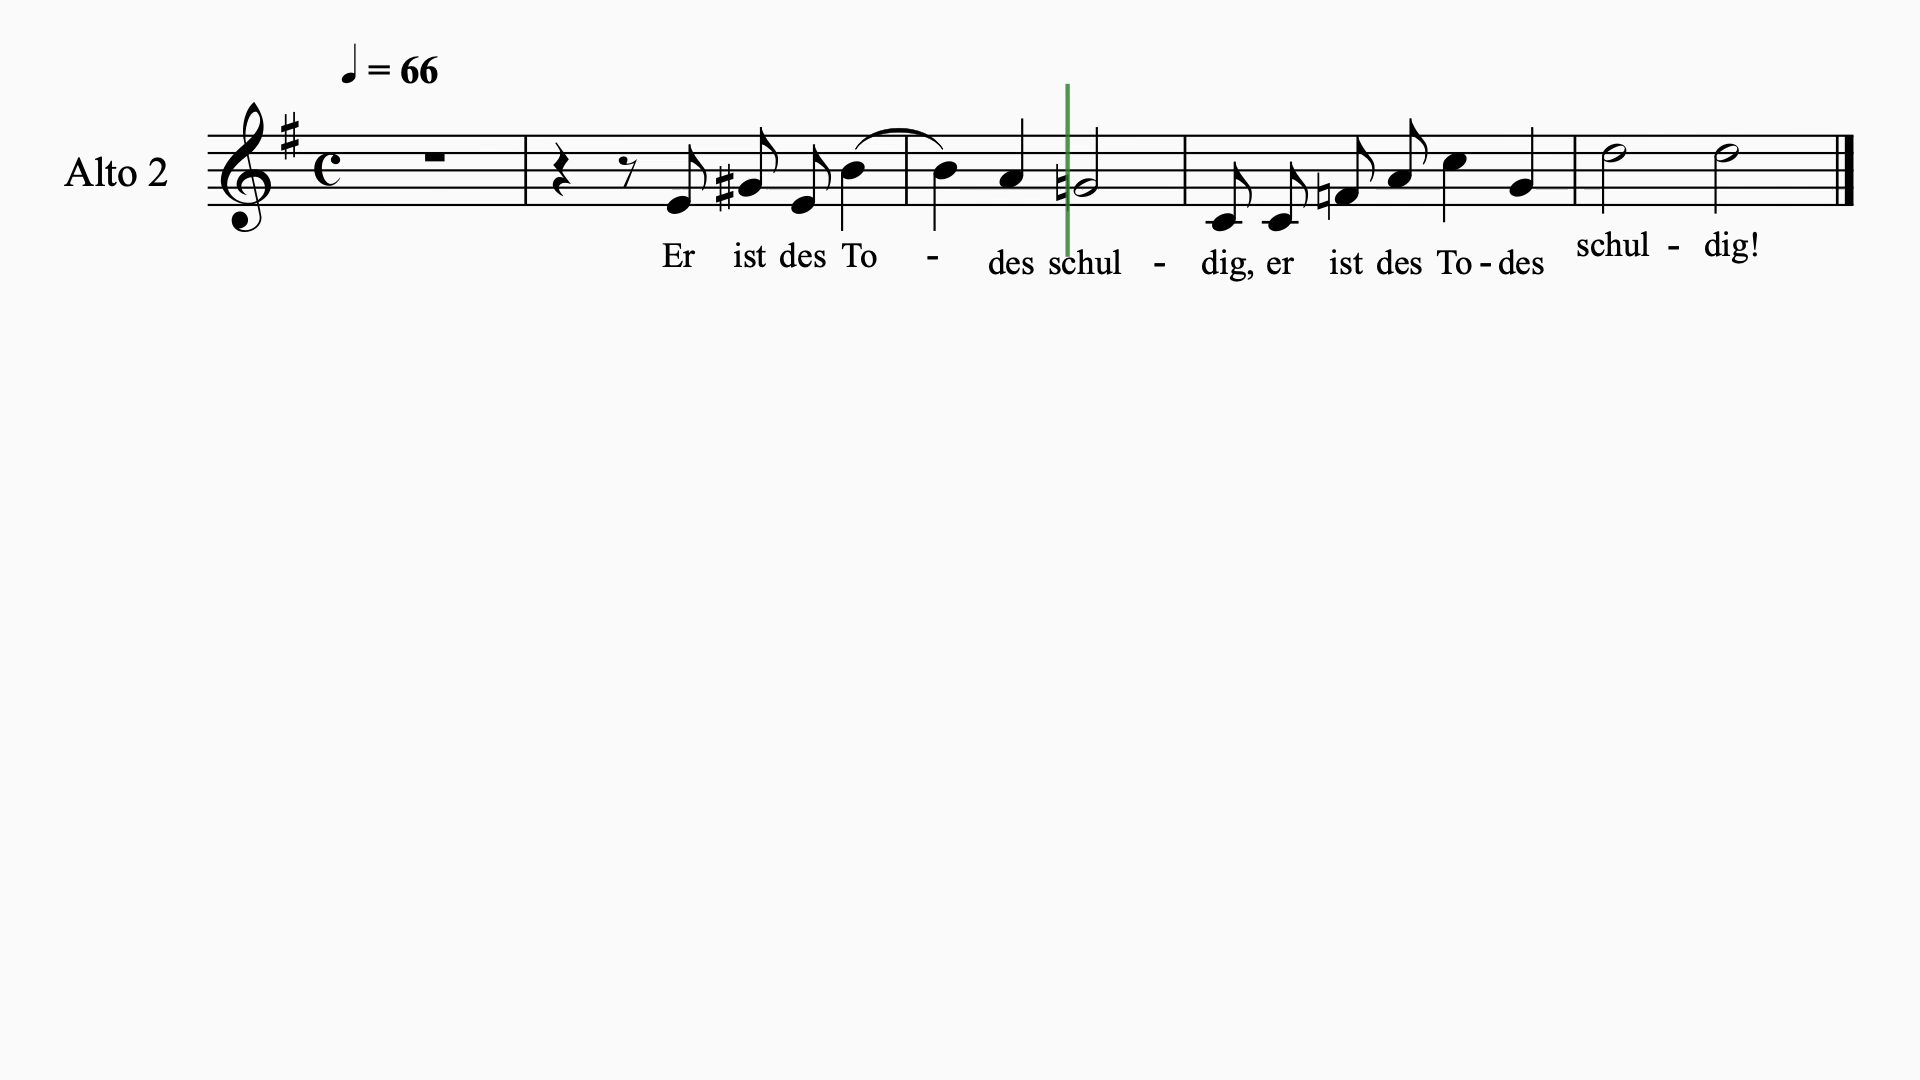 ♩ = 66
Alto 2
Er ist des To - des schul - dig, er ist des To - des schul - dig!